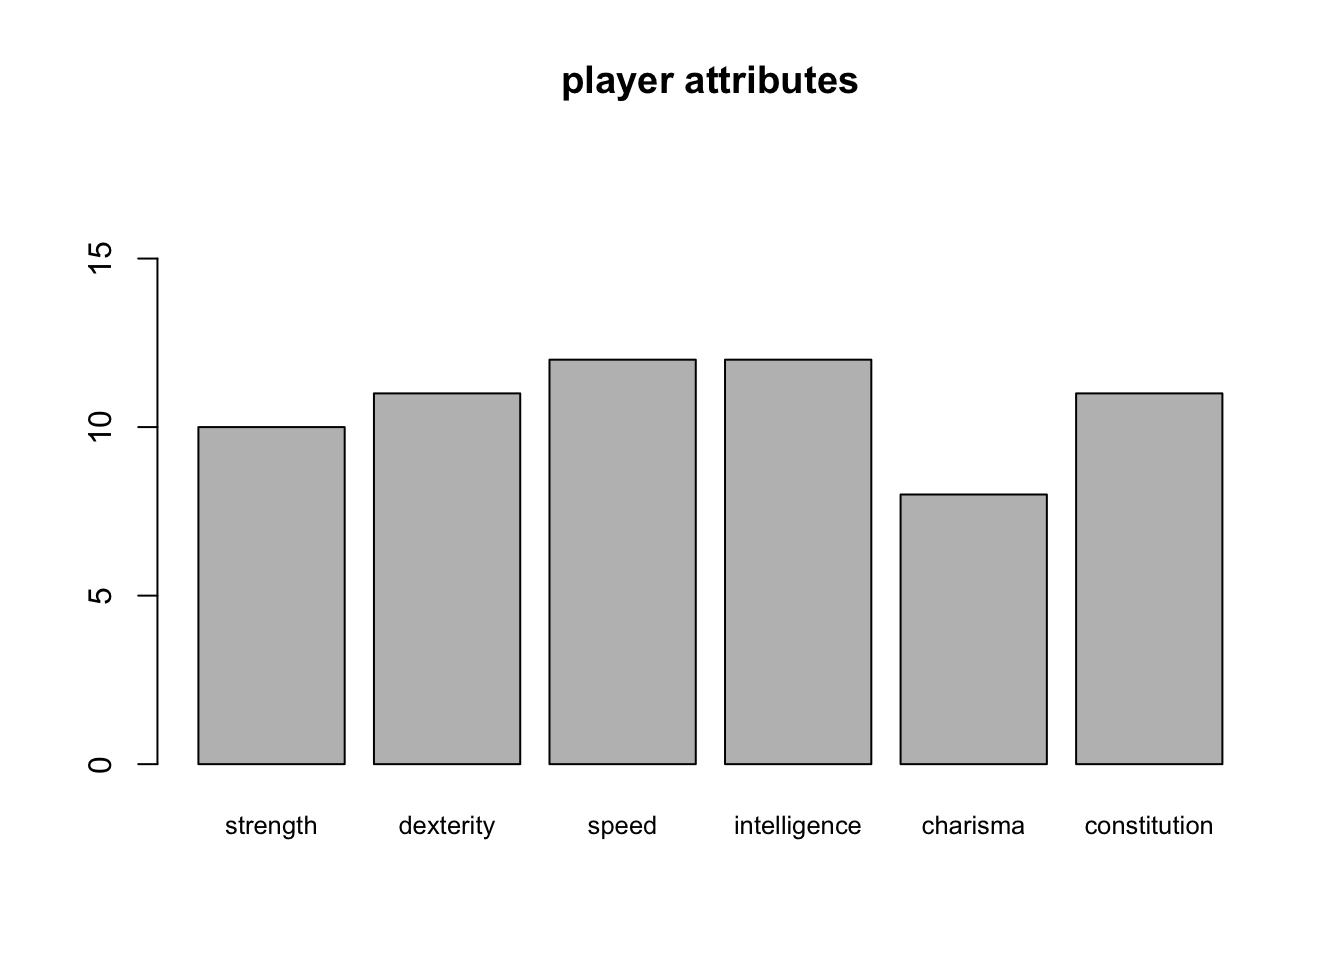 player attributes
15
10
5
0
strength dexterity speed intelligence charisma constitution